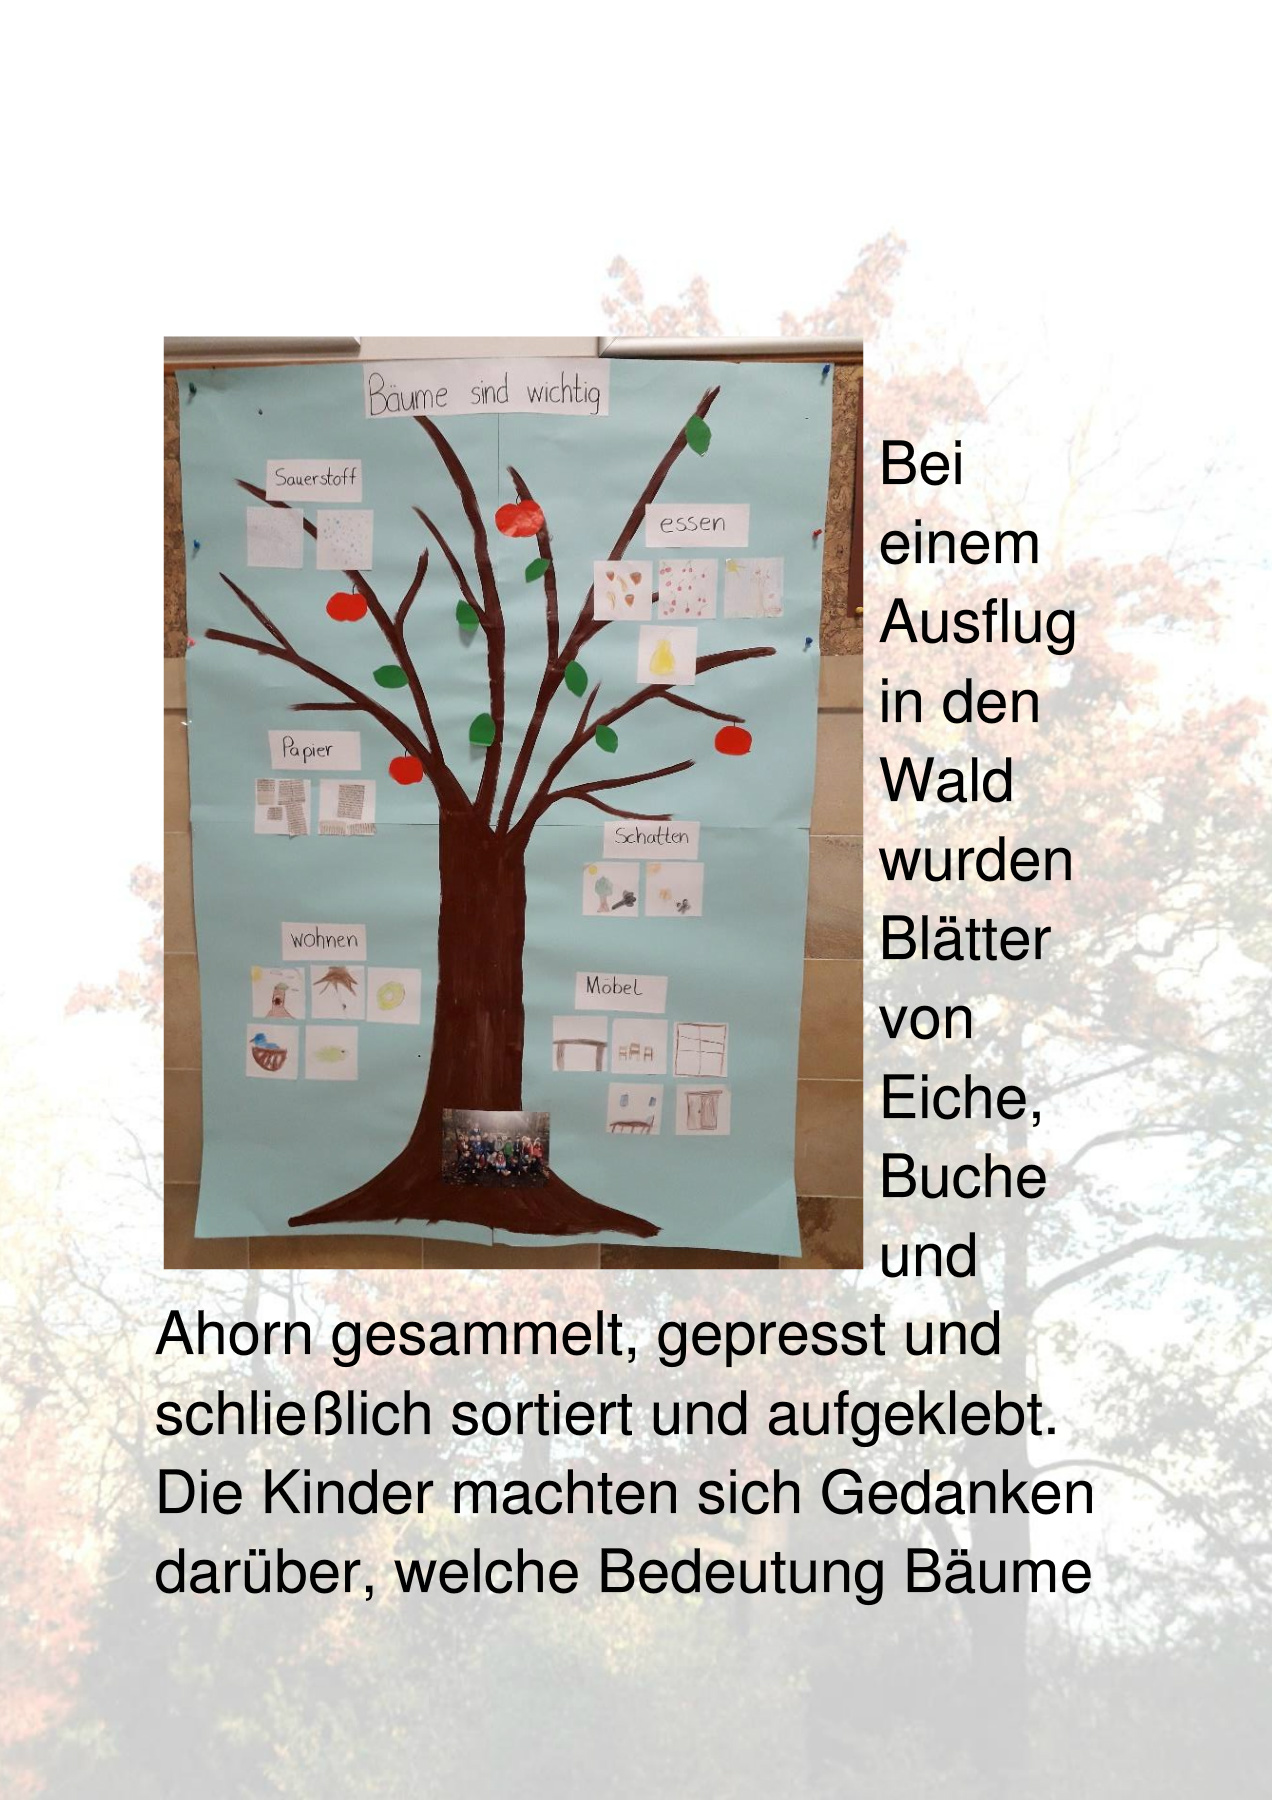 Bäume sind wichtig
Sauerstoff
essen
Papier
Schatten
wohnen
Möbel
Bei
einem
Ausflug
in den
Wald
wurden
Blätter
von
Eiche,
Buche
und
Ahorn gesammelt, gepresst und
schließlich sortiert und aufgeklebt.
Die Kinder machten sich Gedanken
darüber, welche Bedeutung Bäume